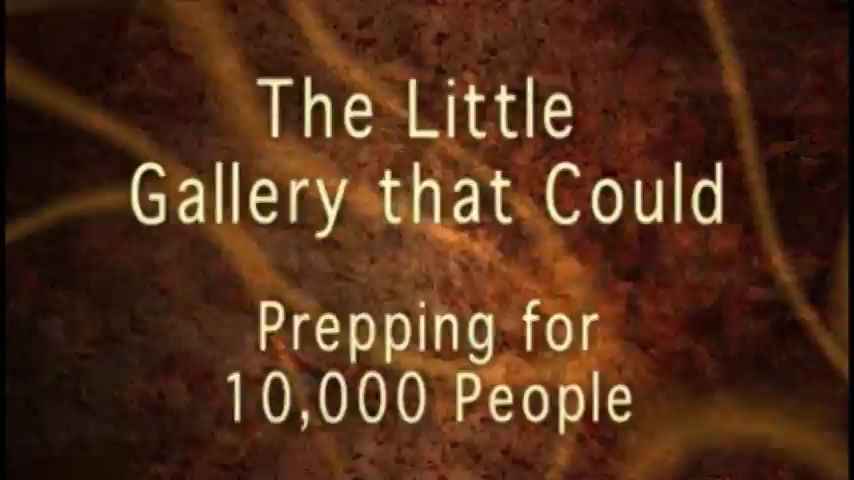 The Little
Gallery that Could
Prepping for
10,000 People